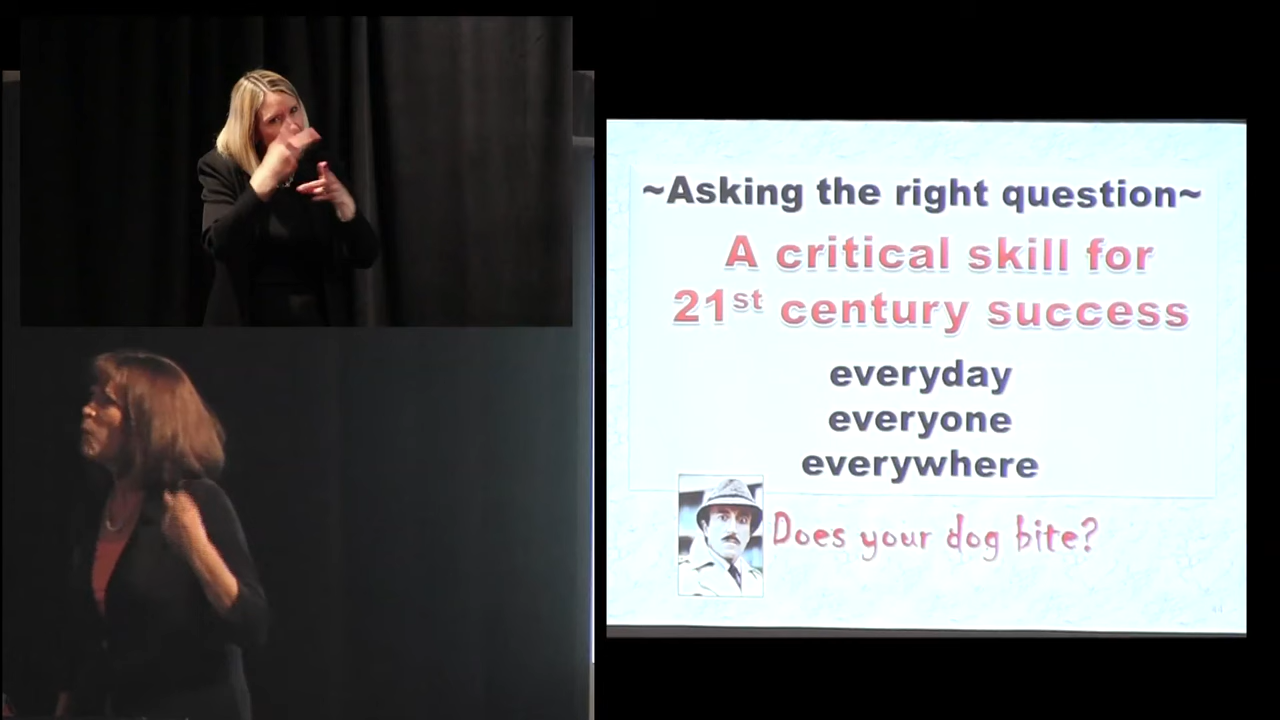 ~Asking the right question~
A critical skill for
21st century success
everyday
everyone
everywhere
Does your dog bite?